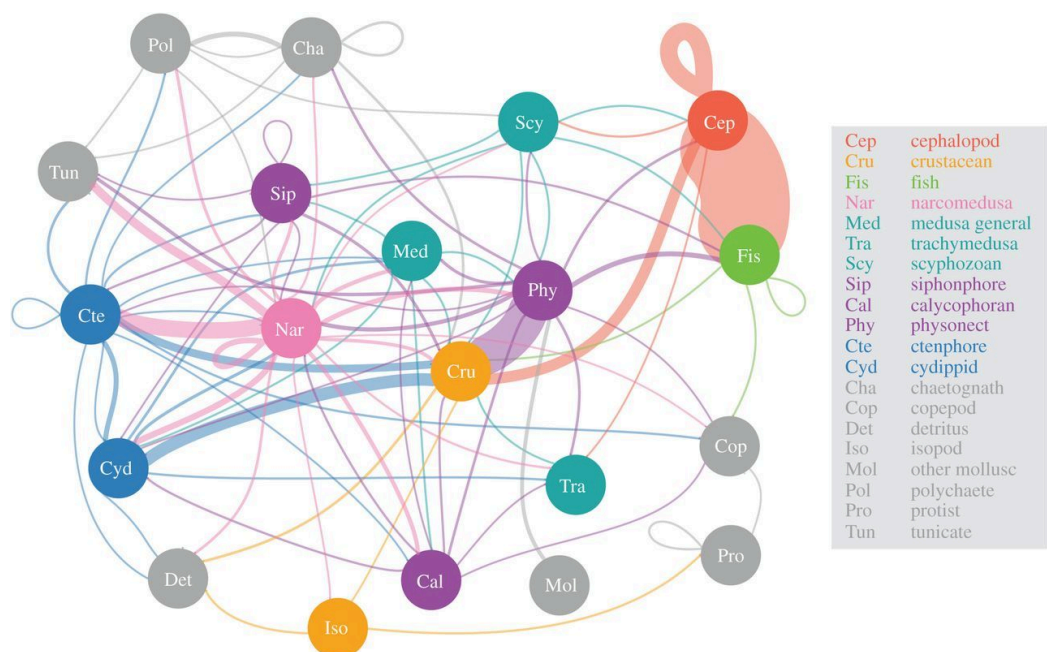 Pol
Cha
Scy
Cep
Tun
Sip
Med
Fis
Phy
Cte
Nar
Cru
Cyd
Cop
Tra
Pro
Det
Cal
Mol
Iso
Cep cephalopod
Cru crustacean
Fis fish
Nar narcomedusa
Med medusa general
Tra trachymedusa
Scy scyphozoan
Sip siphonphore
Cal calycophoran
Phy physonect
Cte ctenphore
Cyd cydippid
Cha chaetognath
Cop copepod
Det detritus
Iso isopod
Mol other mollusc
Pol polychaete
Pro protist
Tun tunicate